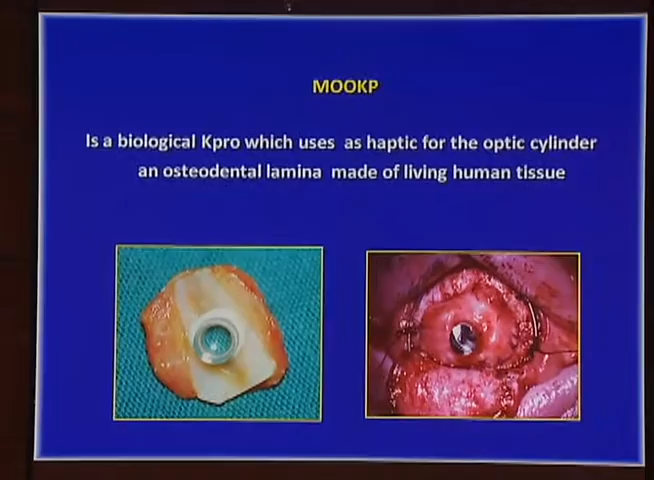 MOOKP
Is a biological Kpro which uses as haptic for the optic cylinder
an osteodental lamina made of living human tissue